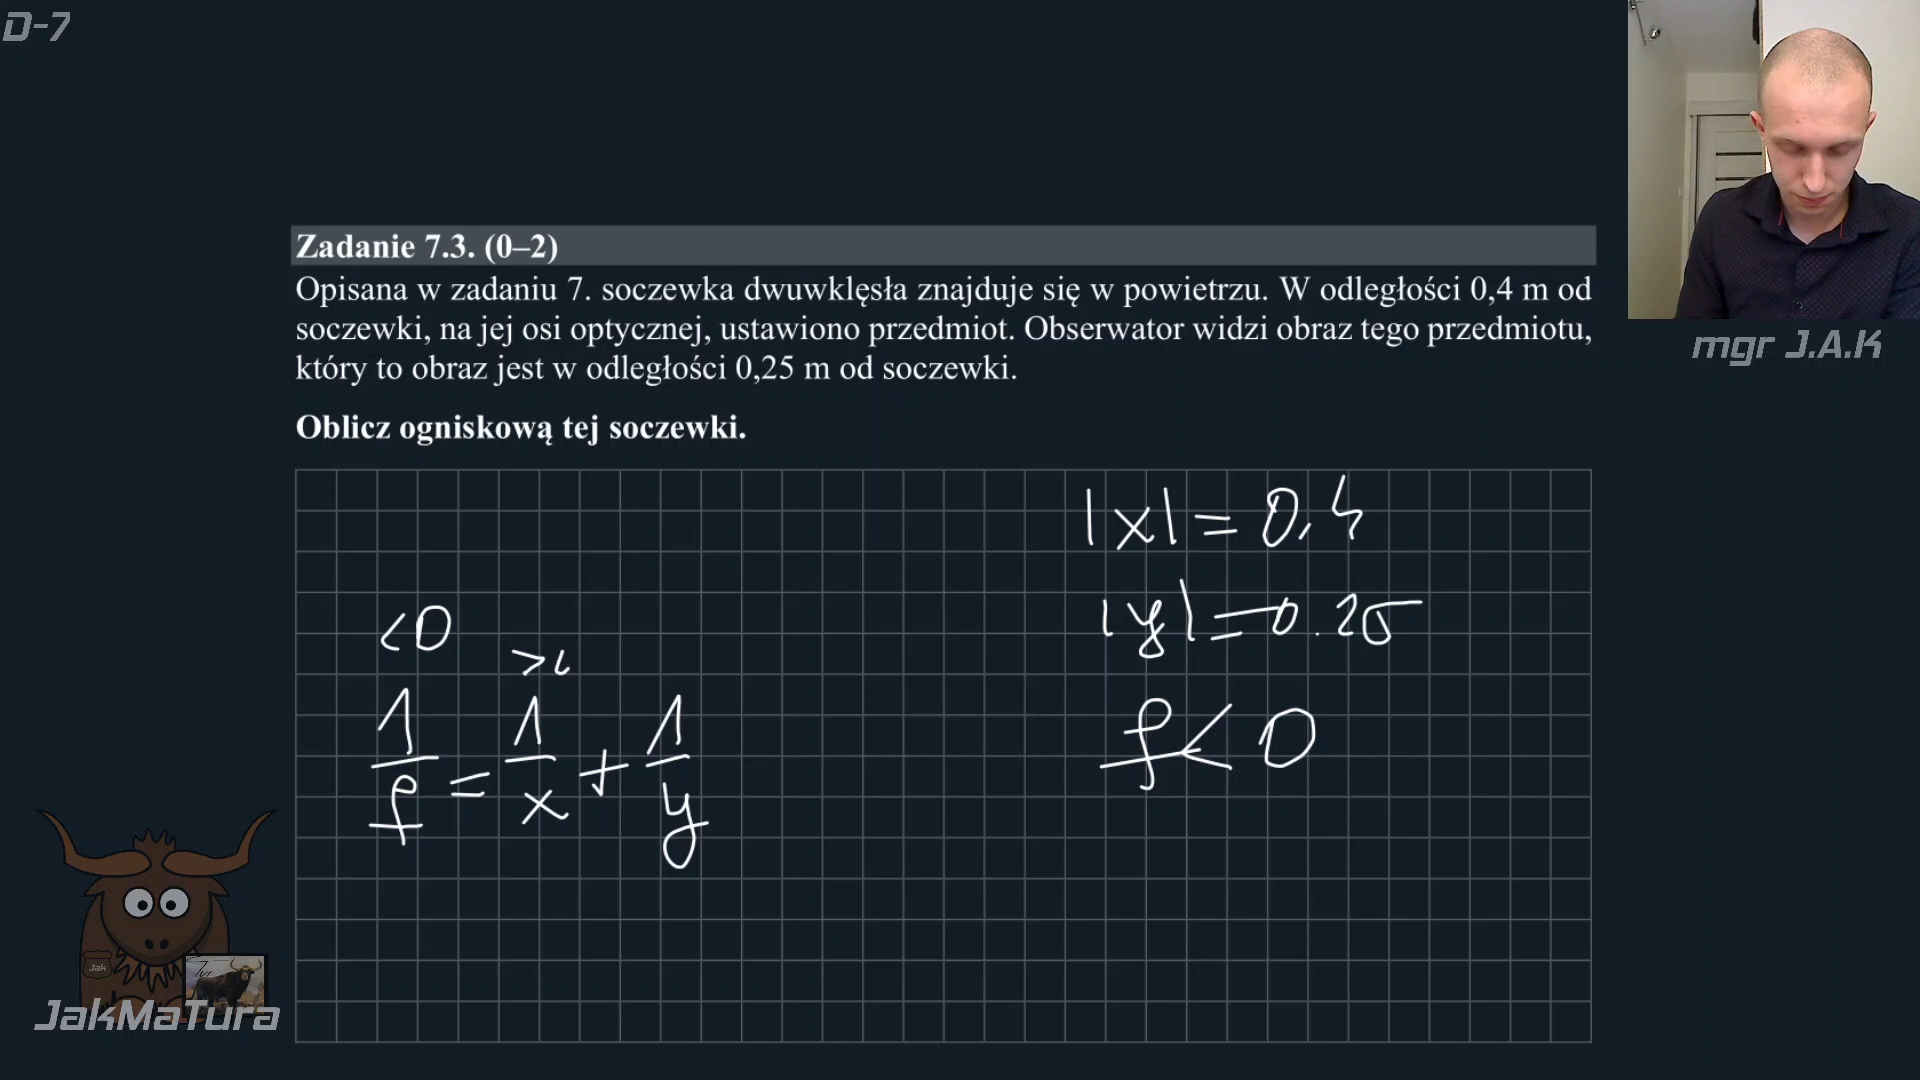 D-7
Zadanie 7.3. (0–2)
Opisana w zadaniu 7. soczewka dwuwklęsła znajduje się w powietrzu. W odległości 0,4 m od
soczewki, na jej osi optycznej, ustawiono przedmiot. Obserwator widzi obraz tego przedmiotu,
który to obraz jest w odległości 0,25 m od soczewki.
Oblicz ogniskową tej soczewki.
mgr J.A.K
|x| = 0,4
|y| = 0.25
f < 0
<0
>
1/f = 1/x + 1/y
Jak
Tur
JakMaTura